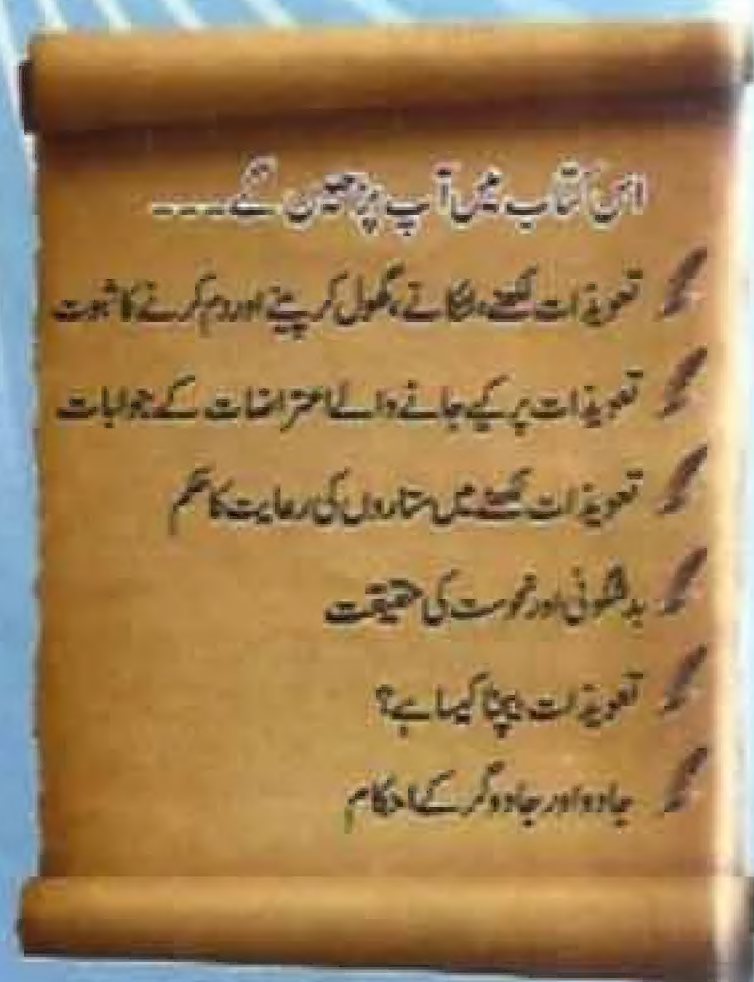 اس کتاب میں آپ پڑھیں گے۔۔۔۔
تعویذات لکھنے، لٹکانے، گھول کر پینے اور دم کرنے کا ثبوت
تعویذات پر کیے جانے والے اعتراضات کے جوابات
تعویذات لکھنے میں ستاروں کی رعایت کا حکم
بدشگونی اور نحوست کی حقیقت
تعویذات بیچنا کیسا ہے؟
جادو اور جادوگر کے احکام